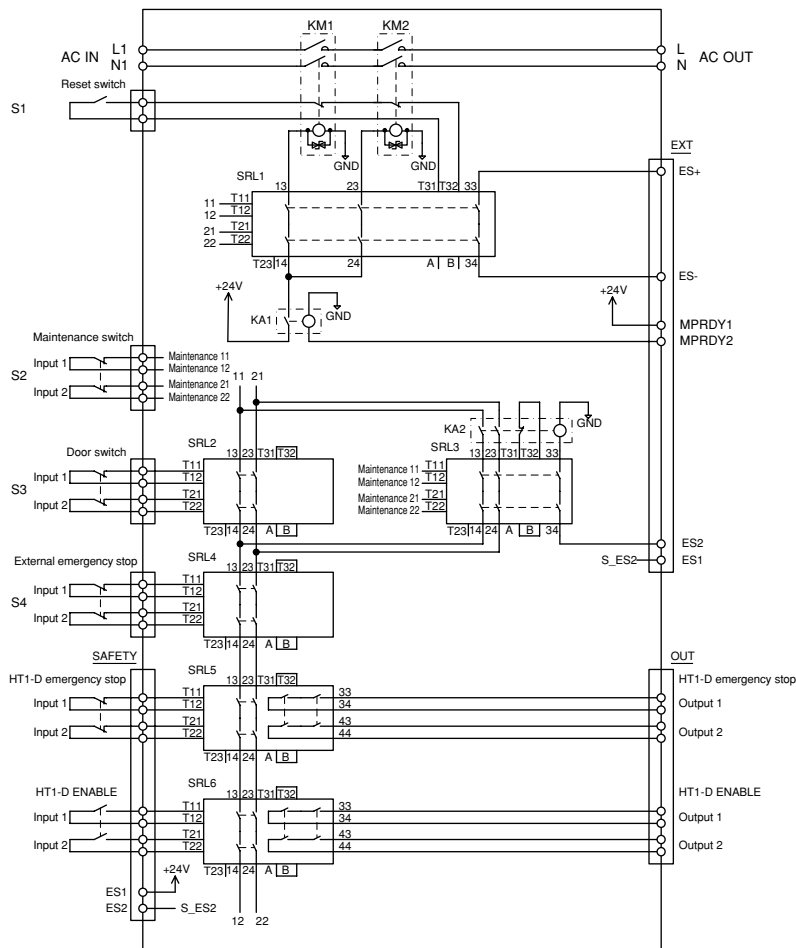 KM1 KM2
AC IN L1 L AC OUT
N1 N
Reset switch
S1
GND GND
EXT
SRL1
13 23 T31 T32 33
ES+
11 T11
12 T12
21 T21
22 T22
T23 14 24 A B 34
ES-
+24V +24V
KA1 GND
MPRDY1
MPRDY2
Maintenance switch
S2
Input 1 Maintenance 11
Maintenance 12
Input 2 Maintenance 21
Maintenance 22
11 21
KA2 GND
Door switch
S3
SRL2
13 23 T31 T32
Input 1 T11
T12
Input 2 T21
T22
T23 14 24 A B
SRL3
13 23 T31 T32 33
Maintenance 11 T11
Maintenance 12 T12
Maintenance 21 T21
Maintenance 22 T22
T23 14 24 A B 34
ES2
S_ES2 ES1
External emergency stop
S4
SRL4
13 23 T31 T32
Input 1 T11
T12
Input 2 T21
T22
T23 14 24 A B
SAFETY OUT
HT1-D emergency stop
SRL5
13 23 T31 T32
HT1-D emergency stop
Input 1 T11 33 Output 1
T12 34
Input 2 T21 43 Output 2
T22 44
T23 14 24 A B
HT1-D ENABLE
SRL6
13 23 T31 T32
HT1-D ENABLE
Input 1 T11 33 Output 1
T12 34
Input 2 T21 43 Output 2
T22 44
T23 14 24 A B
+24V
ES1
ES2 S_ES2
12 22